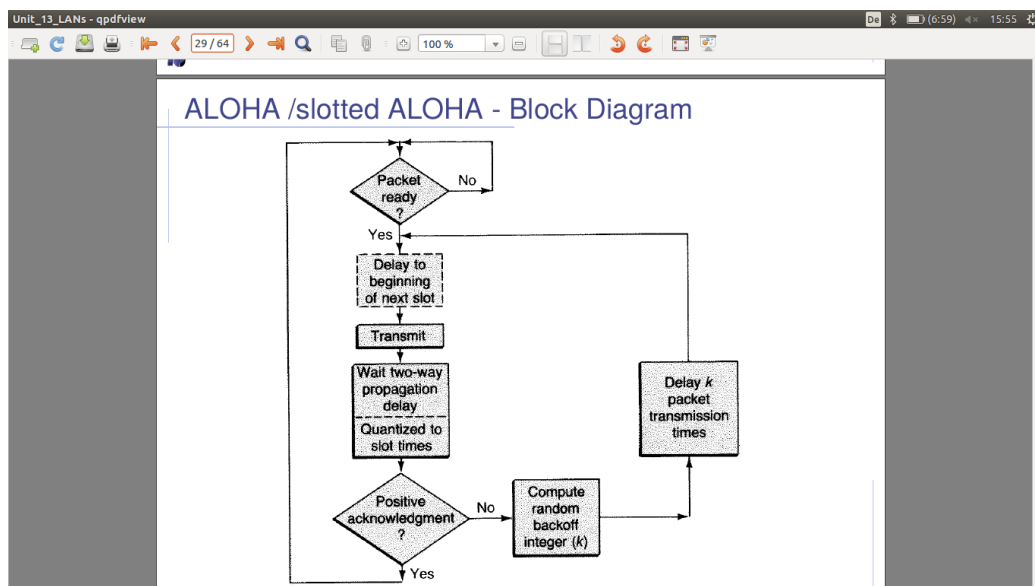 Unit_13_LANs - qpdfview
De
(6:59)
15:55
29 / 64
100 %
ALOHA /slotted ALOHA - Block Diagram
Packet
ready
?
No
Yes
Delay to
beginning
of next slot
Transmit
Wait two-way
propagation
delay
Quantized to
slot times
Positive
acknowledgment
?
No
Yes
Compute
random
backoff
integer (k)
Delay k
packet
transmission
times